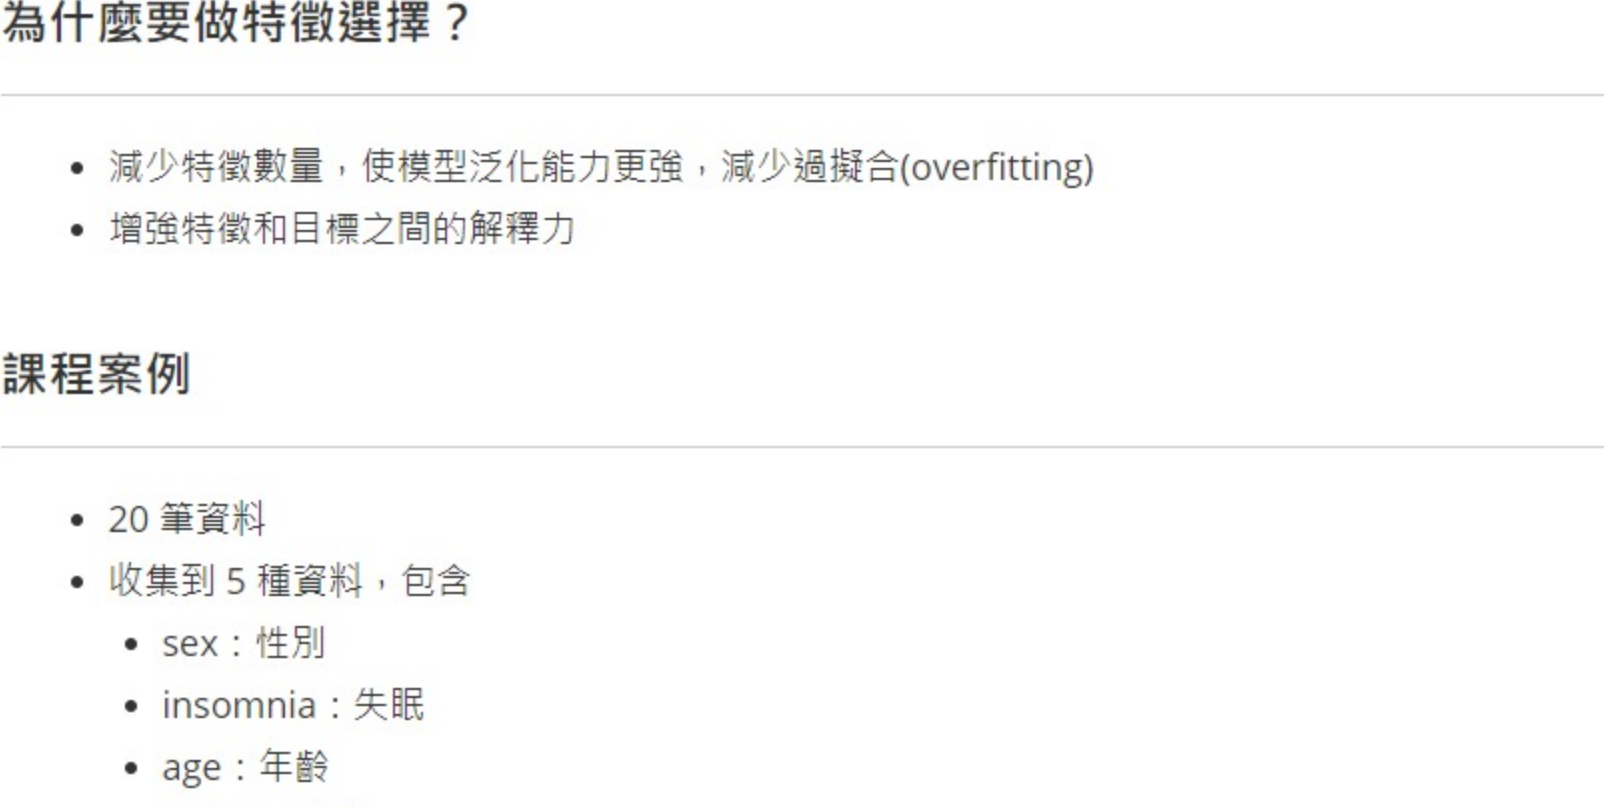 為什麼要做特徵選擇？
減少特徵數量，使模型泛化能力更強，減少過擬合(overfitting)
增強特徵和目標之間的解釋力
課程案例
20 筆資料
收集到 5 種資料，包含
sex：性別
insomnia：失眠
age：年齡